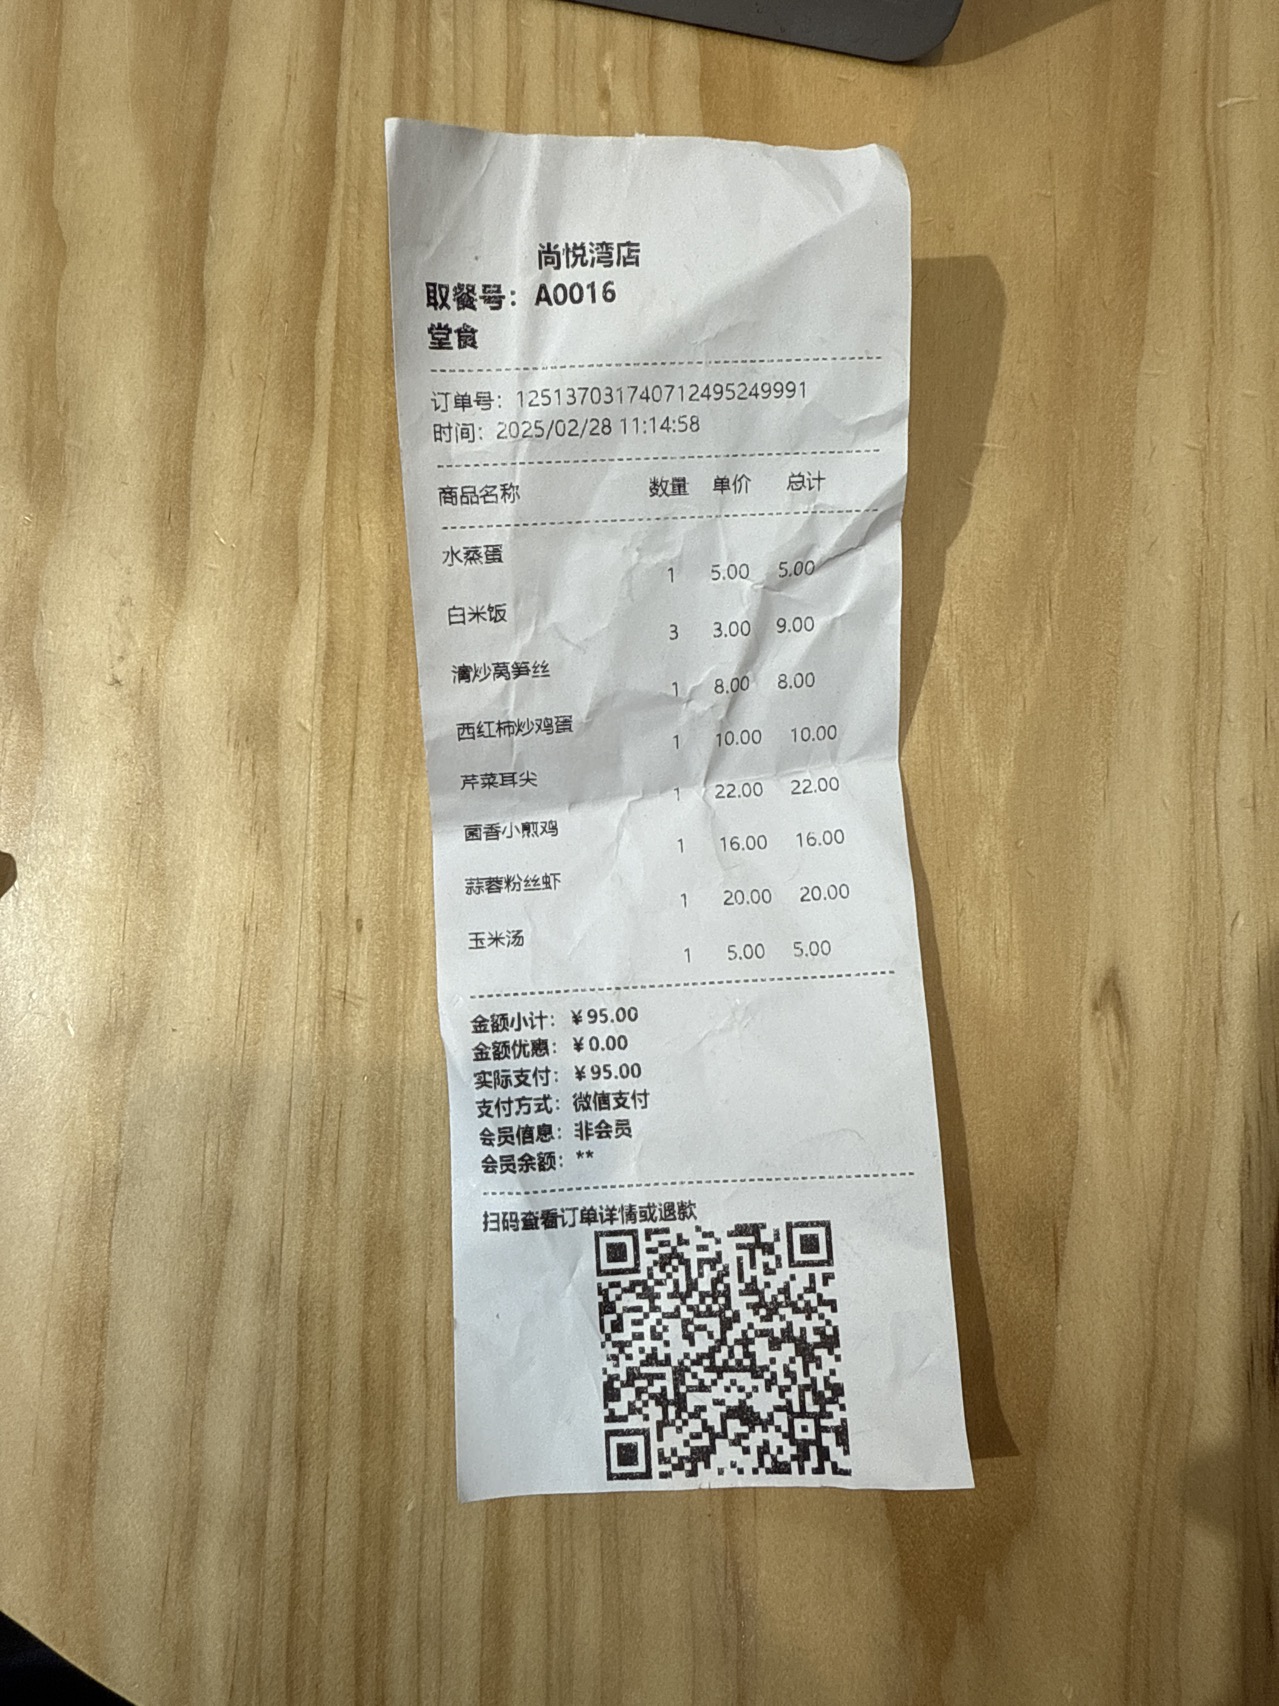 尚悦湾店
取餐号：A0016
堂食
订单号：1251370317407124952499​91
时间：2025/02/28 11:14:58
商品名称 数量 单价 总计
水蒸蛋
1 5.00 5.00
白米饭
3 3.00 9.00
清炒莴笋丝
1 8.00 8.00
西红柿炒鸡蛋
1 10.00 10.00
芹菜耳尖
1 22.00 22.00
茴香小煎鸡
1 16.00 16.00
蒜蓉粉丝虾
1 20.00 20.00
玉米汤
1 5.00 5.00
金额小计：￥95.00
金额优惠：￥0.00
实际支付：￥95.00
支付方式：微信支付
会员信息：非会员
会员余额：**
扫码查看订单详情或退款